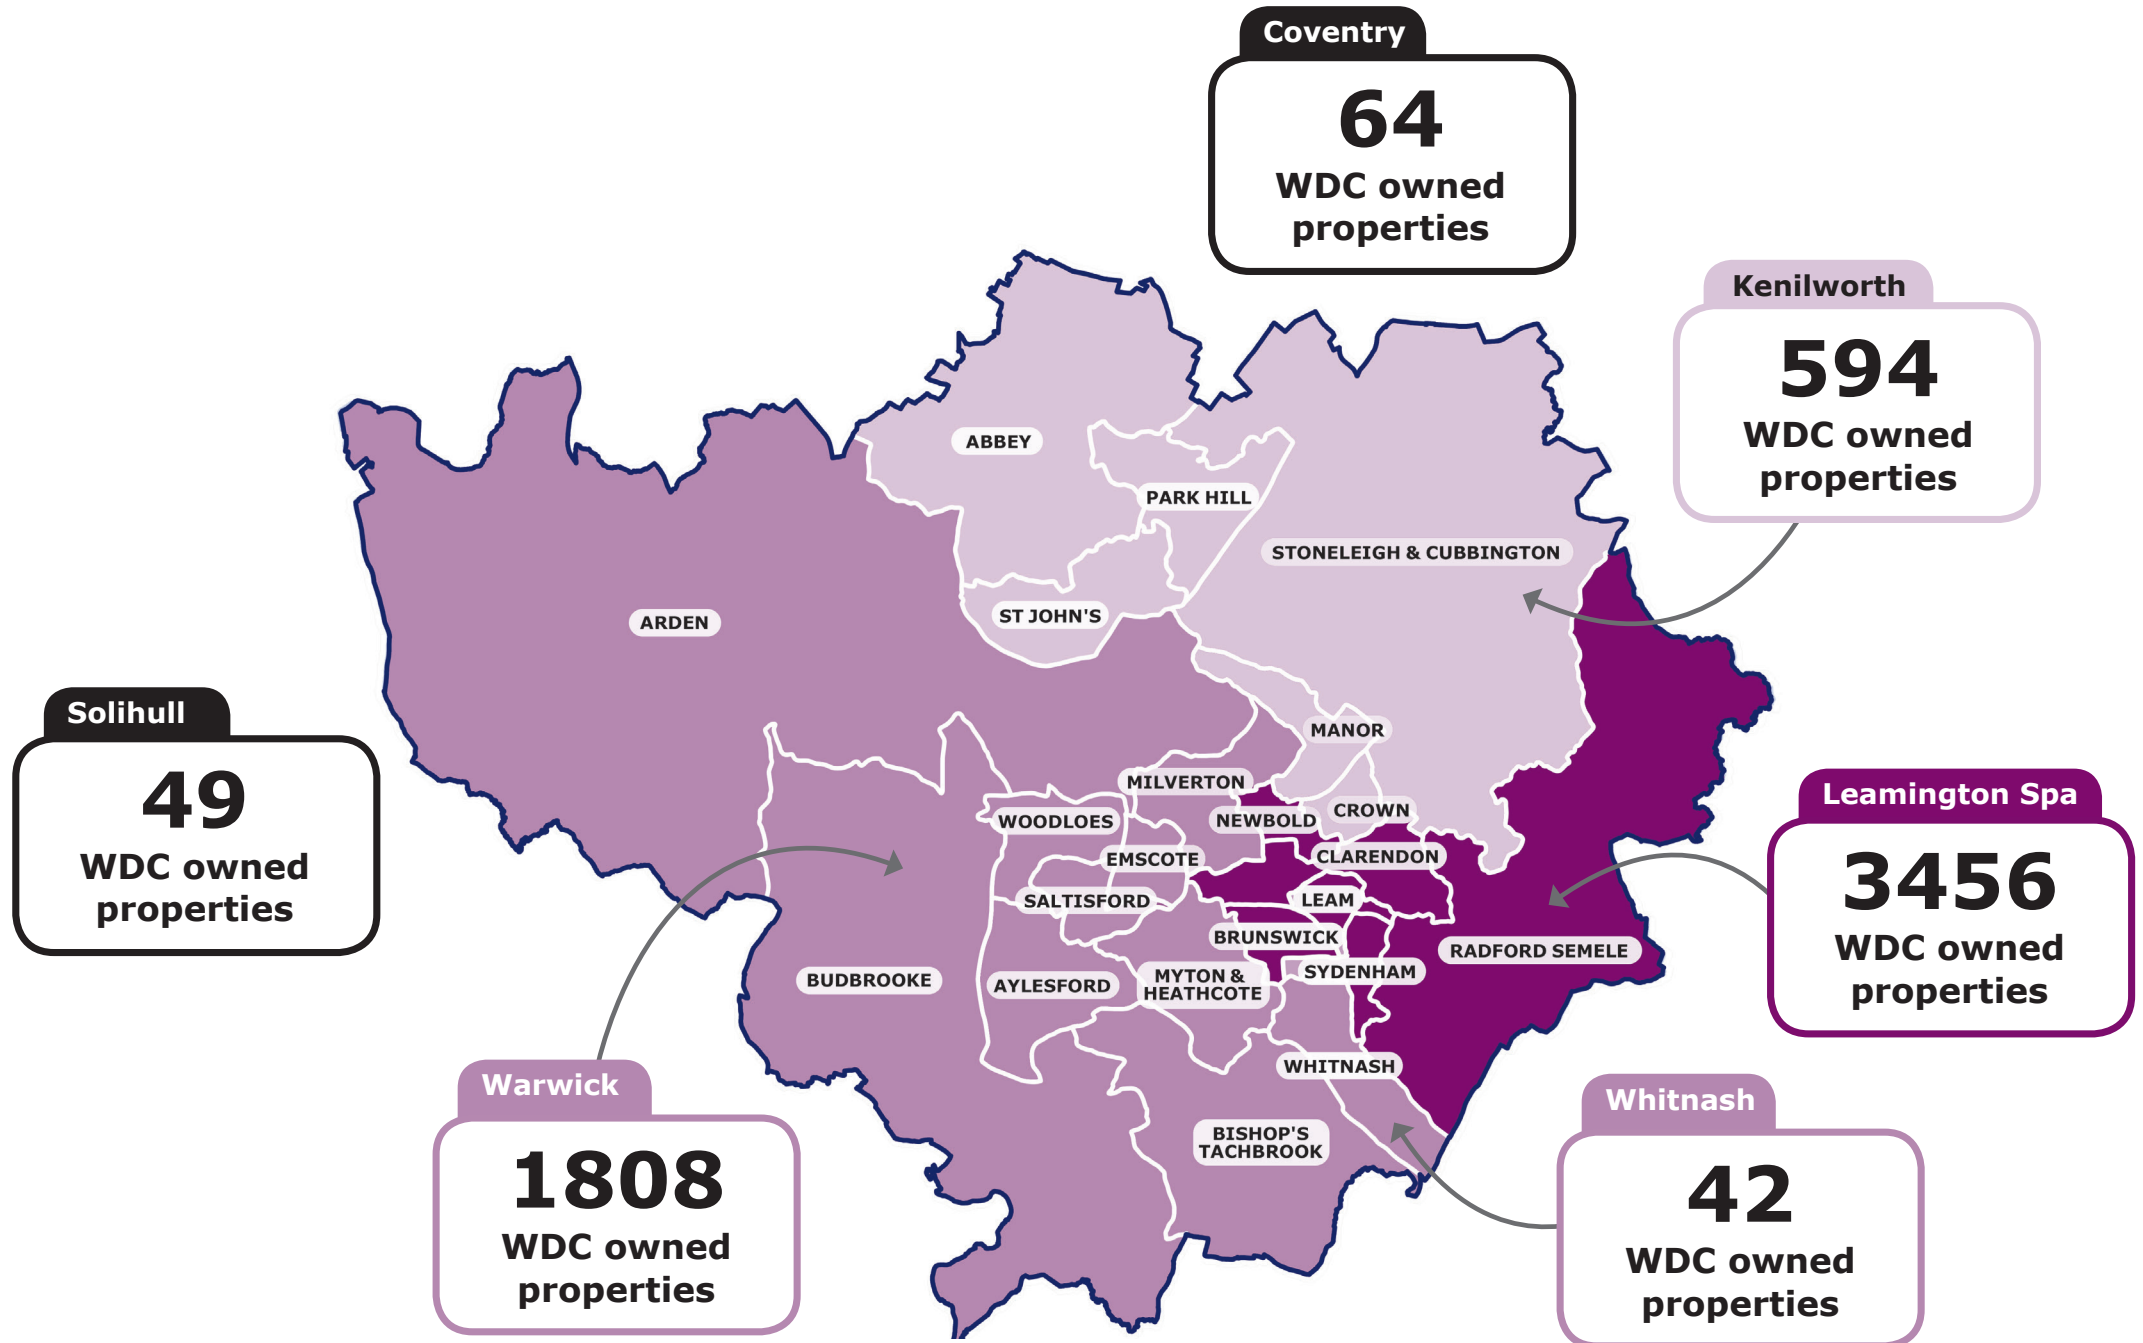 Coventry
64
WDC owned
properties
Kenilworth
594
WDC owned
properties
ABBEY
PARK HILL
STONELEIGH & CUBBINGTON
ST JOHN'S
ARDEN
Solihull
49
WDC owned
properties
MANOR
MILVERTON
CROWN
WOODLOES
NEWBOLD
EMSCOTE
CLARENDON
SALTISFORD
LEAM
BRUNSWICK
RADFORD SEMELE
SYDENHAM
BUDBROOKE
AYLESFORD
MYTON &
HEATHCOTE
Leamington Spa
3456
WDC owned
properties
WHITNASH
BISHOP'S
TACHBROOK
Warwick
1808
WDC owned
properties
Whitnash
42
WDC owned
properties